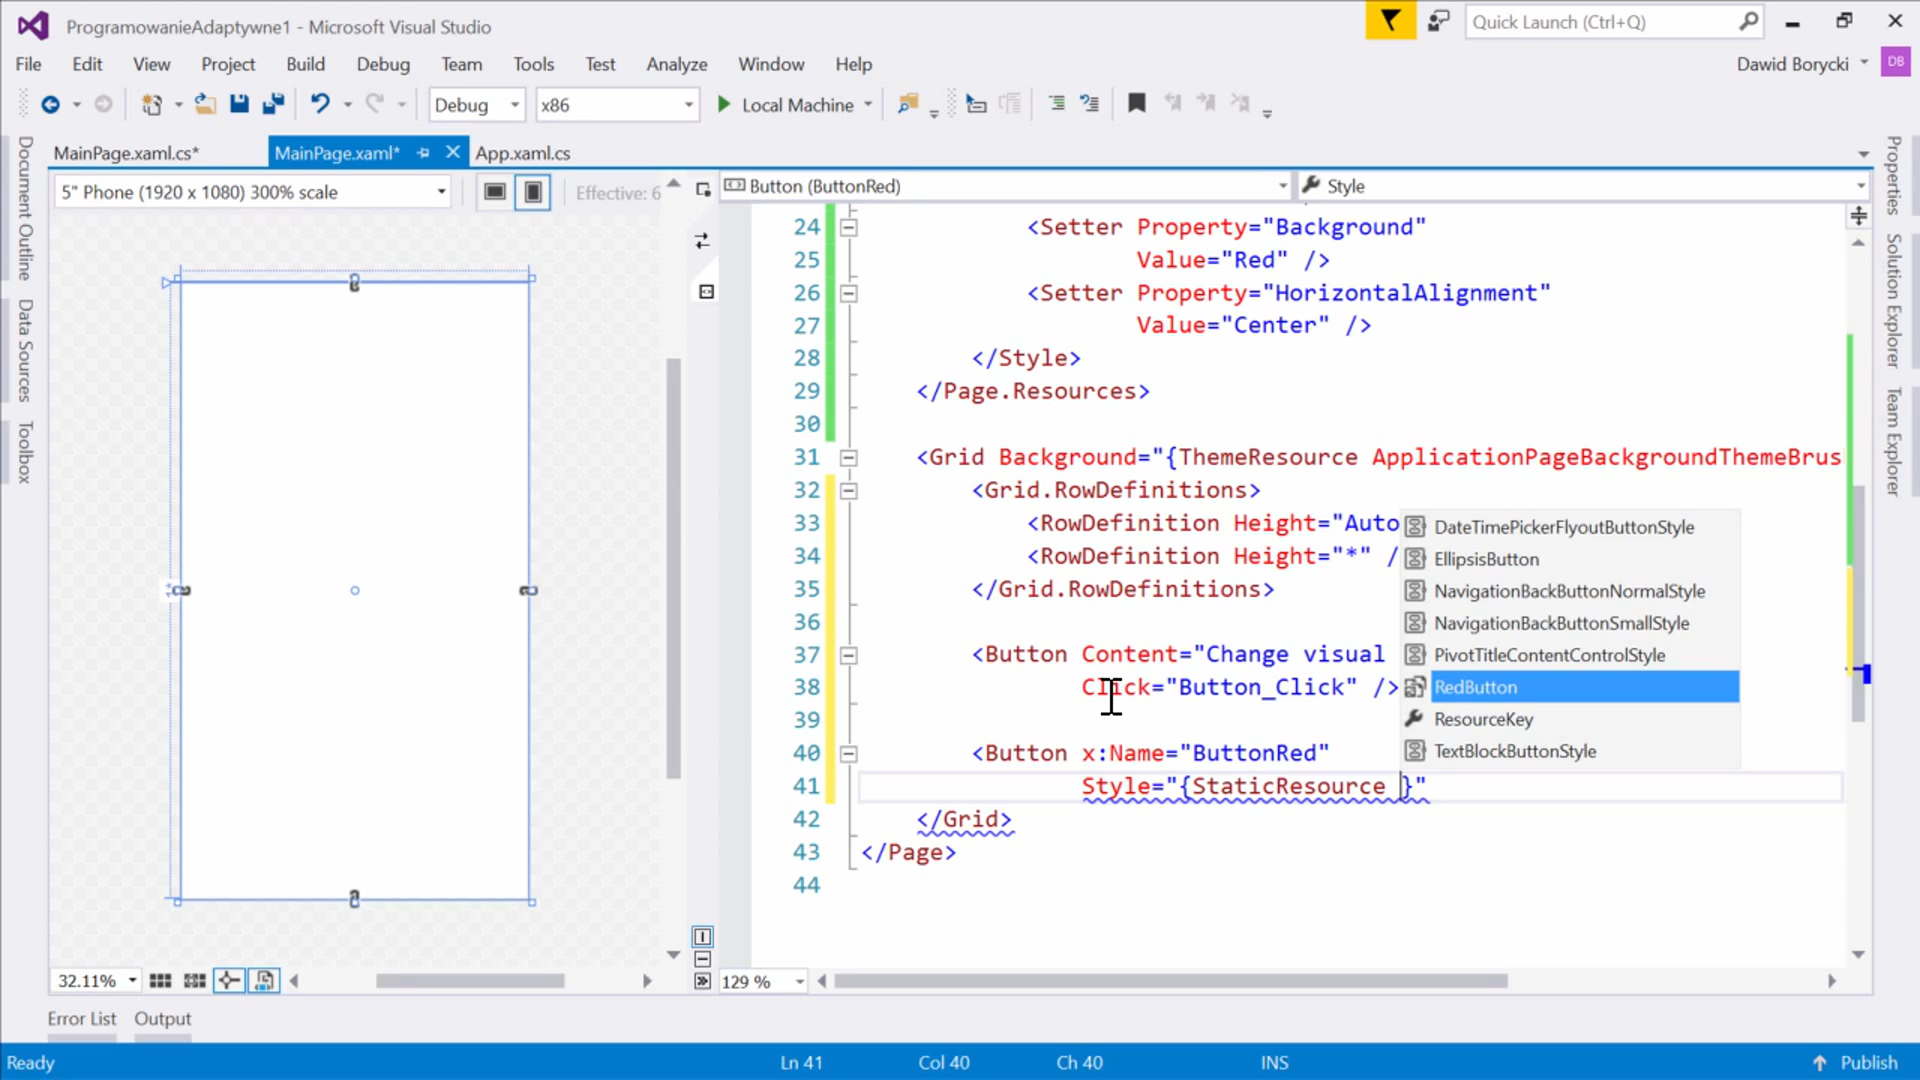 ProgramowanieAdaptywne1 - Microsoft Visual Studio
Quick Launch (Ctrl+Q)
File Edit View Project Build Debug Team Tools Test Analyze Window Help
Dawid Borycki
DB
Debug
x86
Local Machine
MainPage.xaml.cs*
MainPage.xaml*
App.xaml.cs
Document Outline
Data Sources
Toolbox
5" Phone (1920 x 1080) 300% scale
Effective: 6
Button (ButtonRed)
Style
24 <Setter Property="Background"
25 Value="Red" />
26 <Setter Property="HorizontalAlignment"
27 Value="Center" />
28 </Style>
29 </Page.Resources>
30
31 <Grid Background="{ThemeResource ApplicationPageBackgroundThemeBrus
32 <Grid.RowDefinitions>
33 <RowDefinition Height="Auto
34 <RowDefinition Height="*" /
35 </Grid.RowDefinitions>
36
37 <Button Content="Change visual
38 Click="Button_Click" />
39
40 <Button x:Name="ButtonRed"
41 Style="{StaticResource }"
42 </Grid>
43 </Page>
44
DateTimePickerFlyoutButtonStyle
EllipsisButton
NavigationBackButtonNormalStyle
NavigationBackButtonSmallStyle
PivotTitleContentControlStyle
RedButton
ResourceKey
TextBlockButtonStyle
Properties
Solution Explorer
Team Explorer
32.11%
129 %
Error List Output
Ready
Ln 41 Col 40 Ch 40 INS
Publish